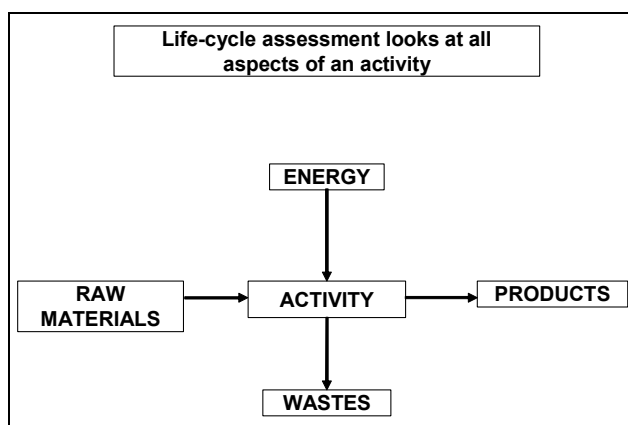 Life-cycle assessment looks at all
aspects of an activity
ENERGY
RAW
MATERIALS
ACTIVITY
PRODUCTS
WASTES